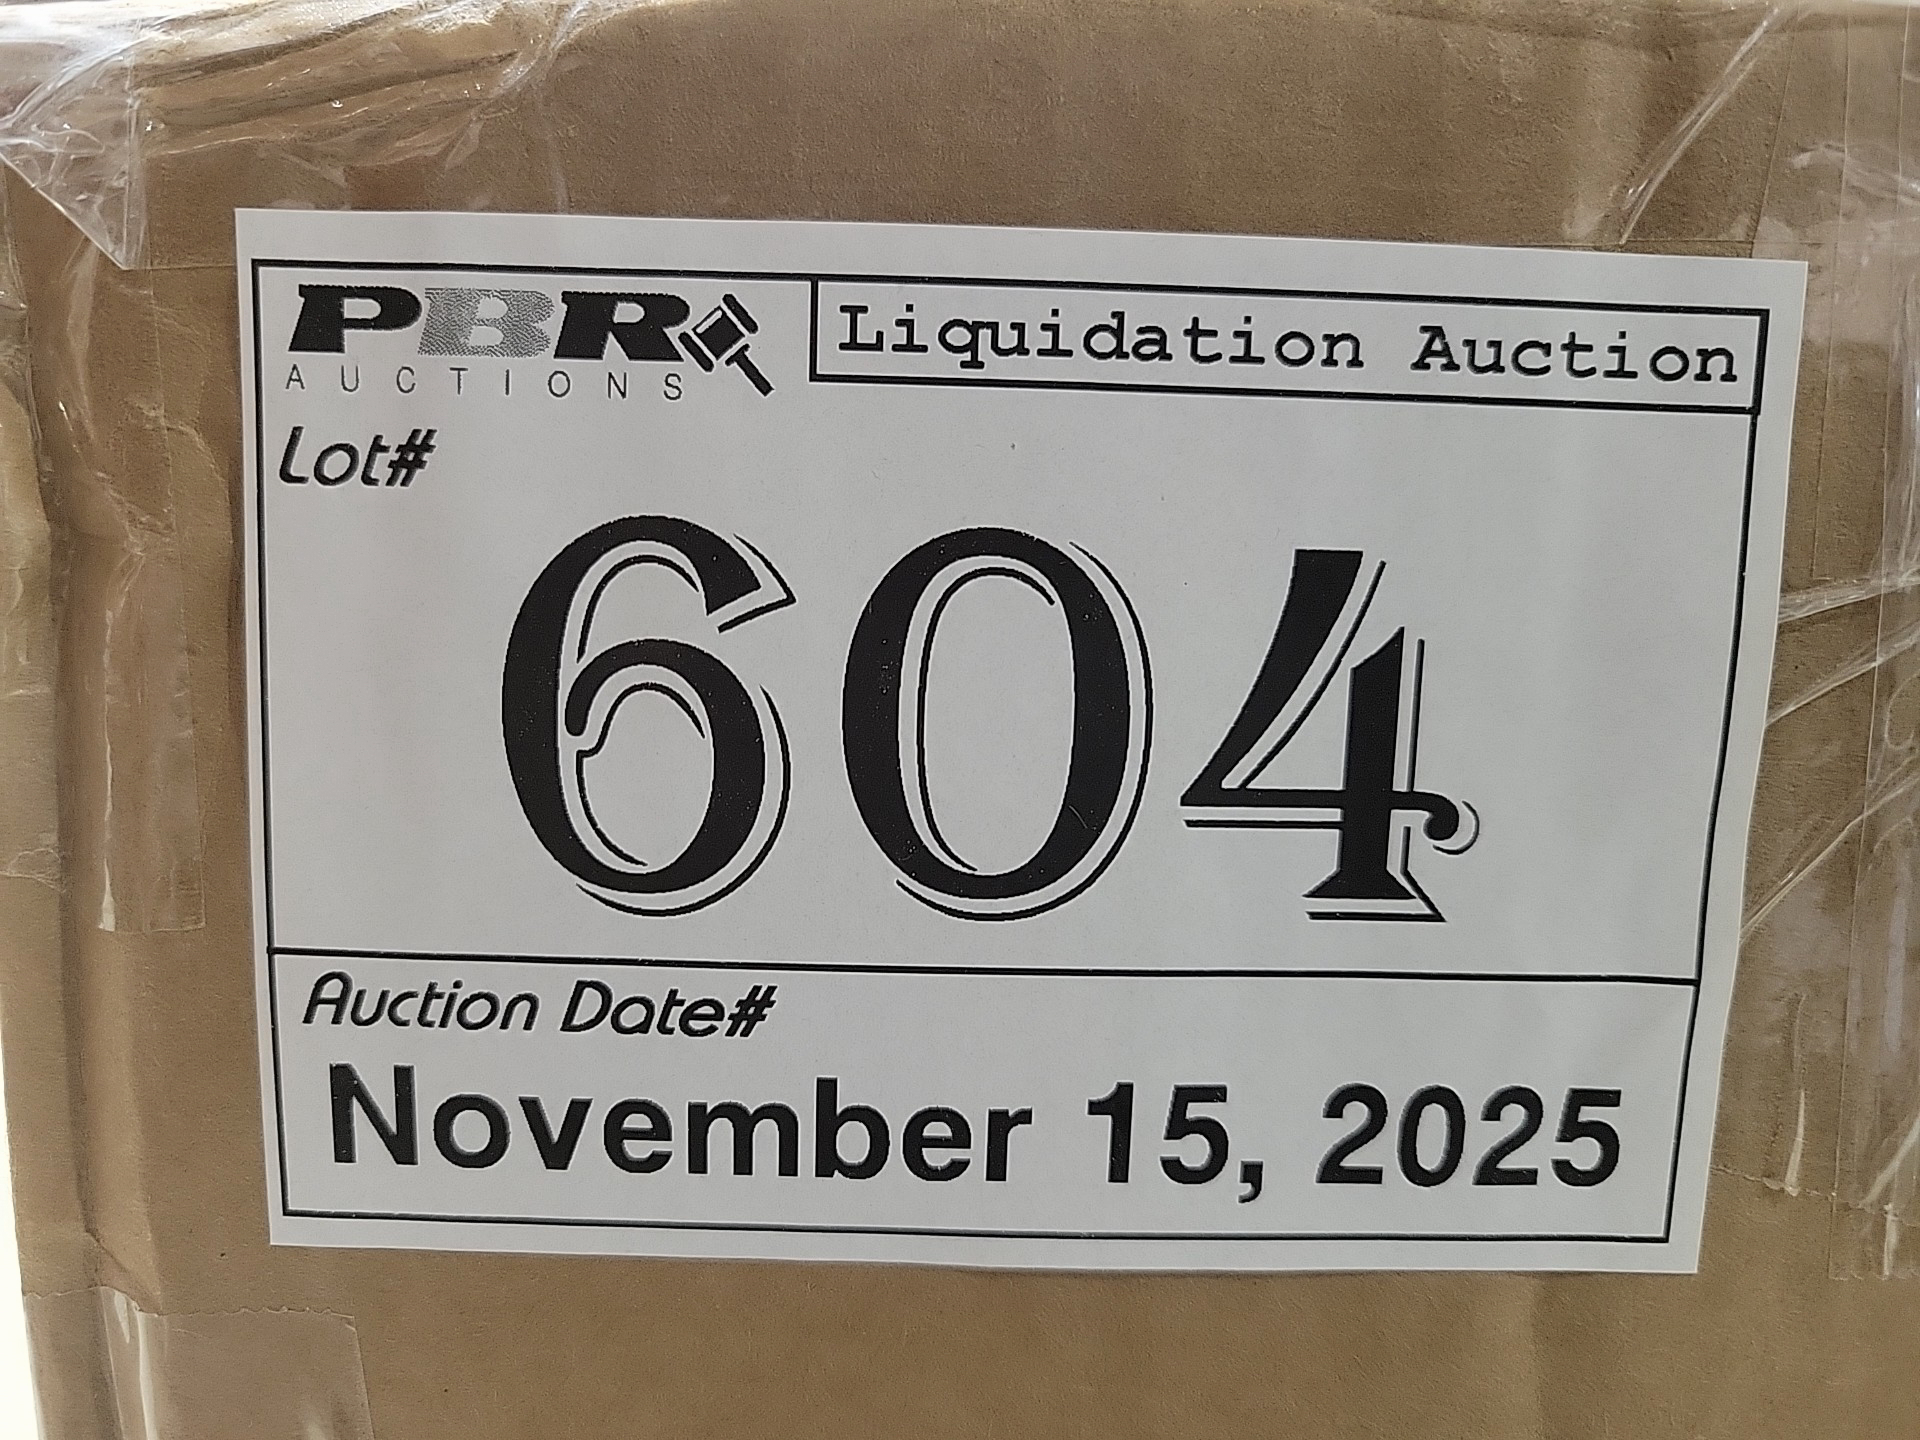 PBR
AUCTIONS
Liquidation Auction
Lot#
604
Auction Date#
November 15, 2025